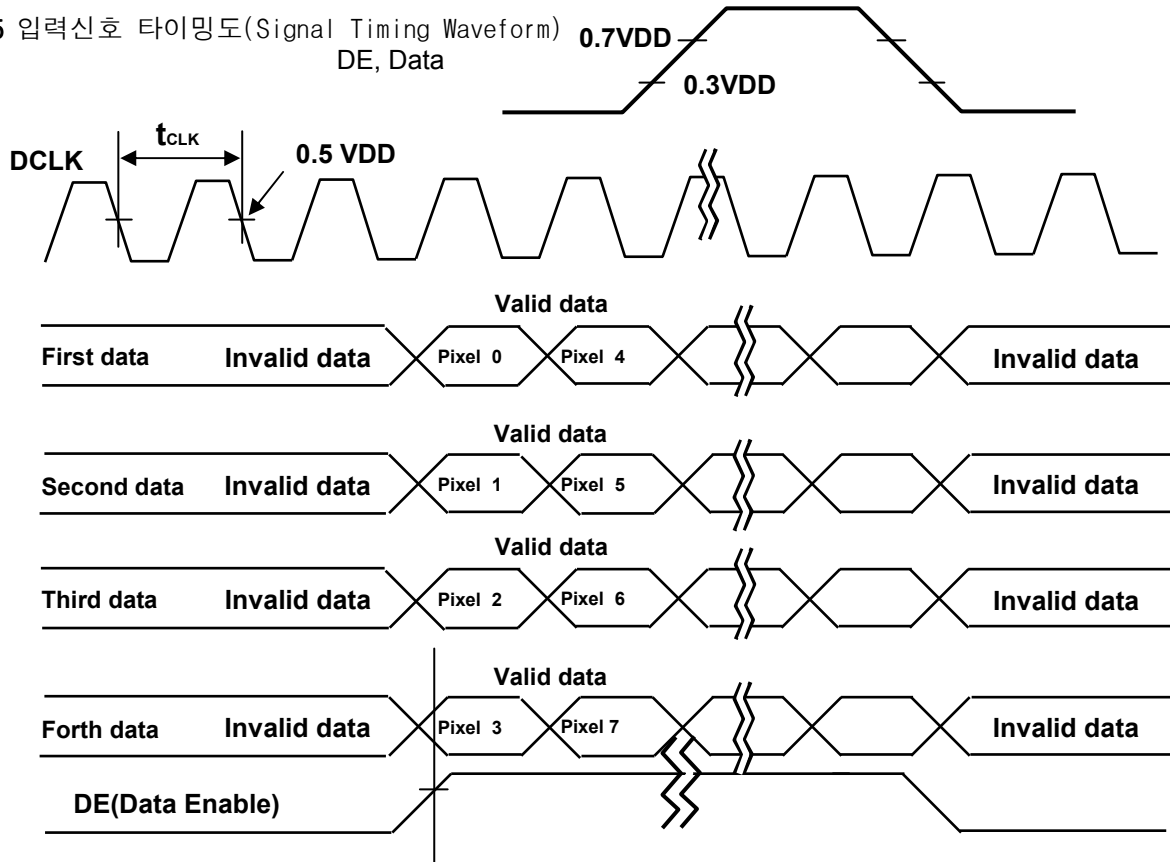 5 입력신호 타이밍도(Signal Timing Waveform)
DE, Data
0.7VDD
0.3VDD
tCLK
DCLK
0.5 VDD
Valid data
First data Invalid data Pixel 0 Pixel 4 Invalid data
Valid data
Second data Invalid data Pixel 1 Pixel 5 Invalid data
Valid data
Third data Invalid data Pixel 2 Pixel 6 Invalid data
Valid data
Forth data Invalid data Pixel 3 Pixel 7 Invalid data
DE(Data Enable)